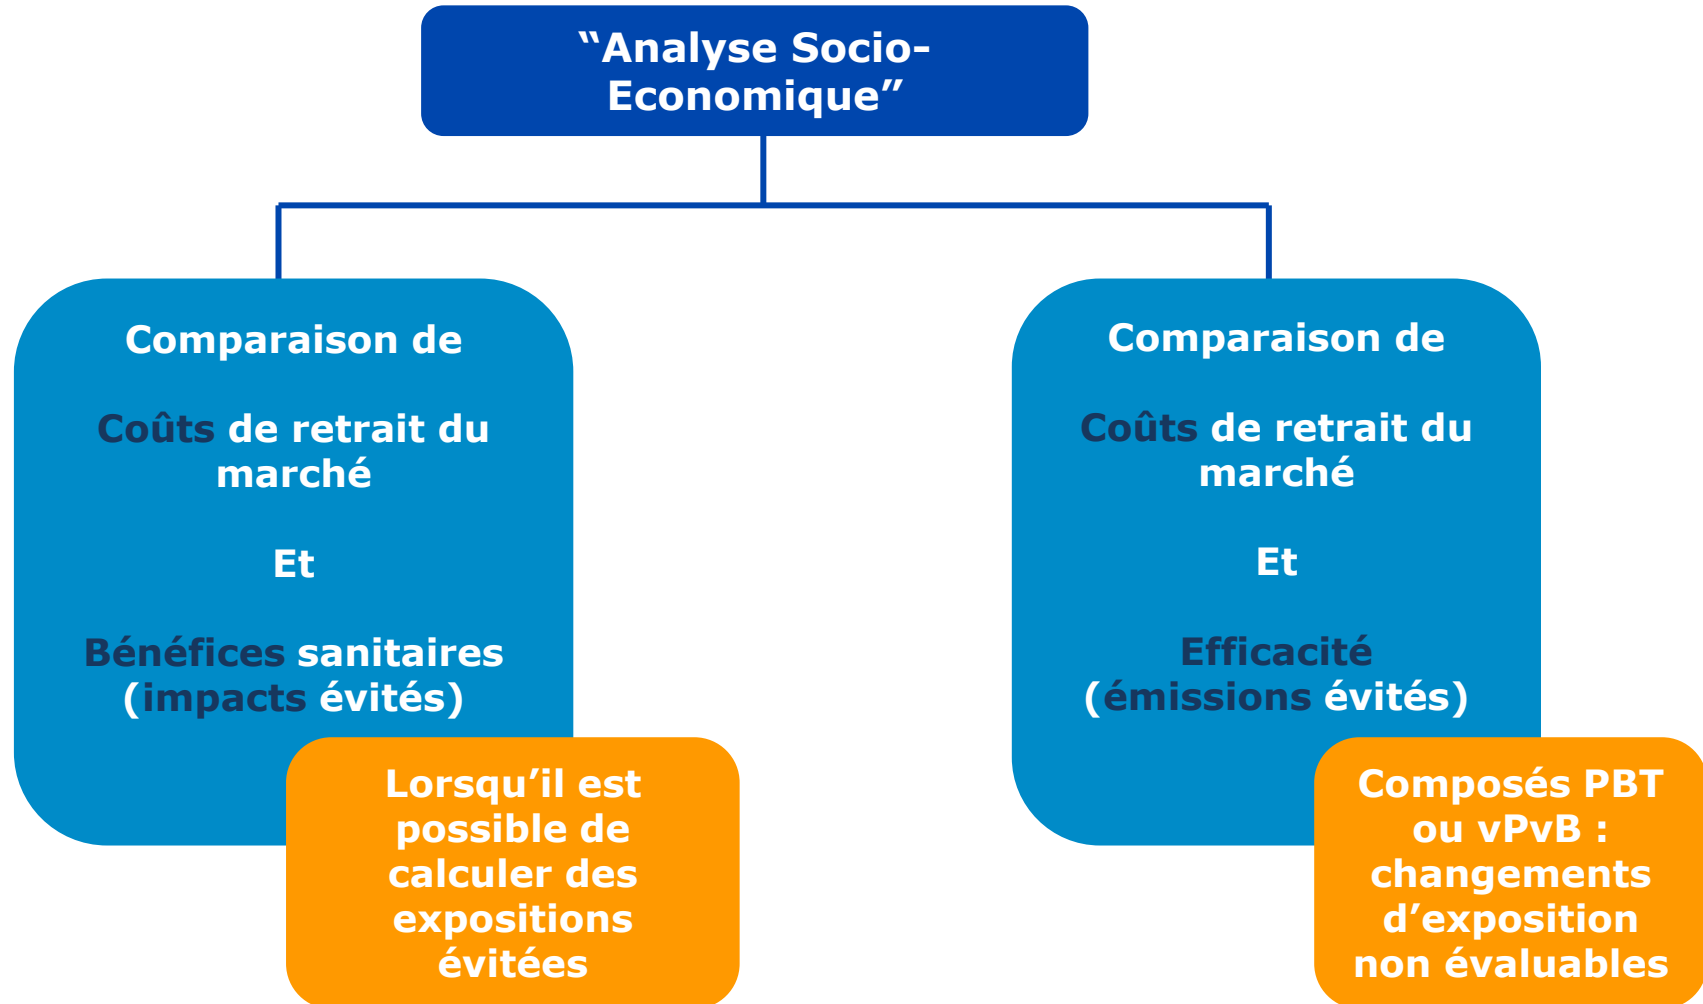 “Analyse Socio-
Economique”
Comparaison de
Coûts de retrait du
marché
Et
Bénéfices sanitaires
(impacts évités)
Lorsqu’il est
possible de
calculer des
expositions
évitées
Comparaison de
Coûts de retrait du
marché
Et
Efficacité
(émissions évités)
Composés PBT
ou vPvB :
changements
d’exposition
non évaluables